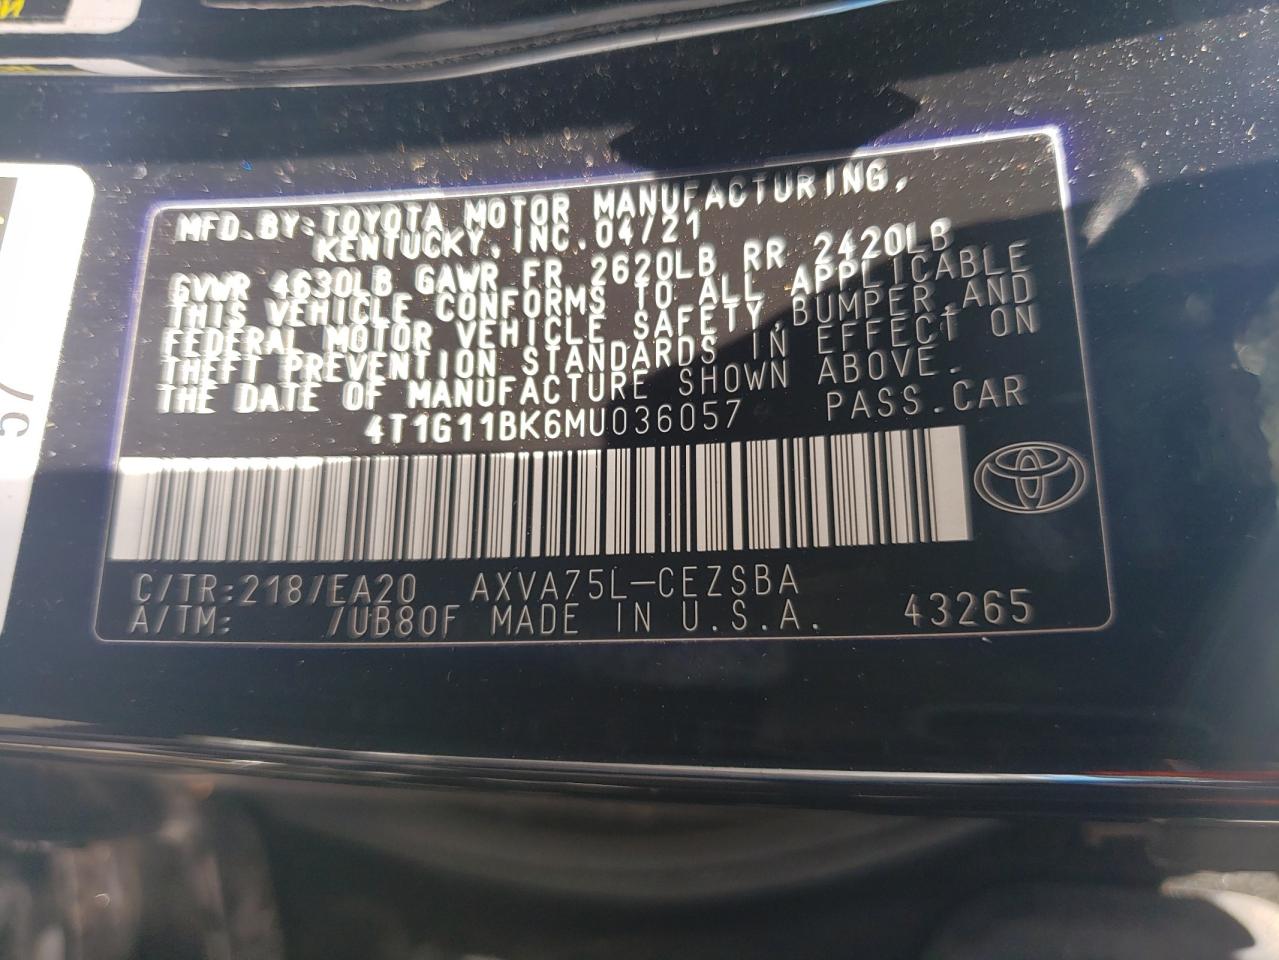 MFD.BY:TOYOTA MOTOR MANUFACTURING,
KENTUCKY,INC.04/21
GVWR 4630LB GAWR FR 2620LB RR 2420LB
THIS VEHICLE CONFORMS TO ALL APPLICABLE
FEDERAL MOTOR VEHICLE SAFETY,BUMPER,AND
THEFT PREVENTION STANDARDS IN EFFECT ON
THE DATE OF MANUFACTURE SHOWN ABOVE.
4T1G11BK6MU036057 PASS.CAR
C/TR:218/EA20 AXVA75L-CEZSBA
A/TM: /UB80F MADE IN U.S.A. 43265